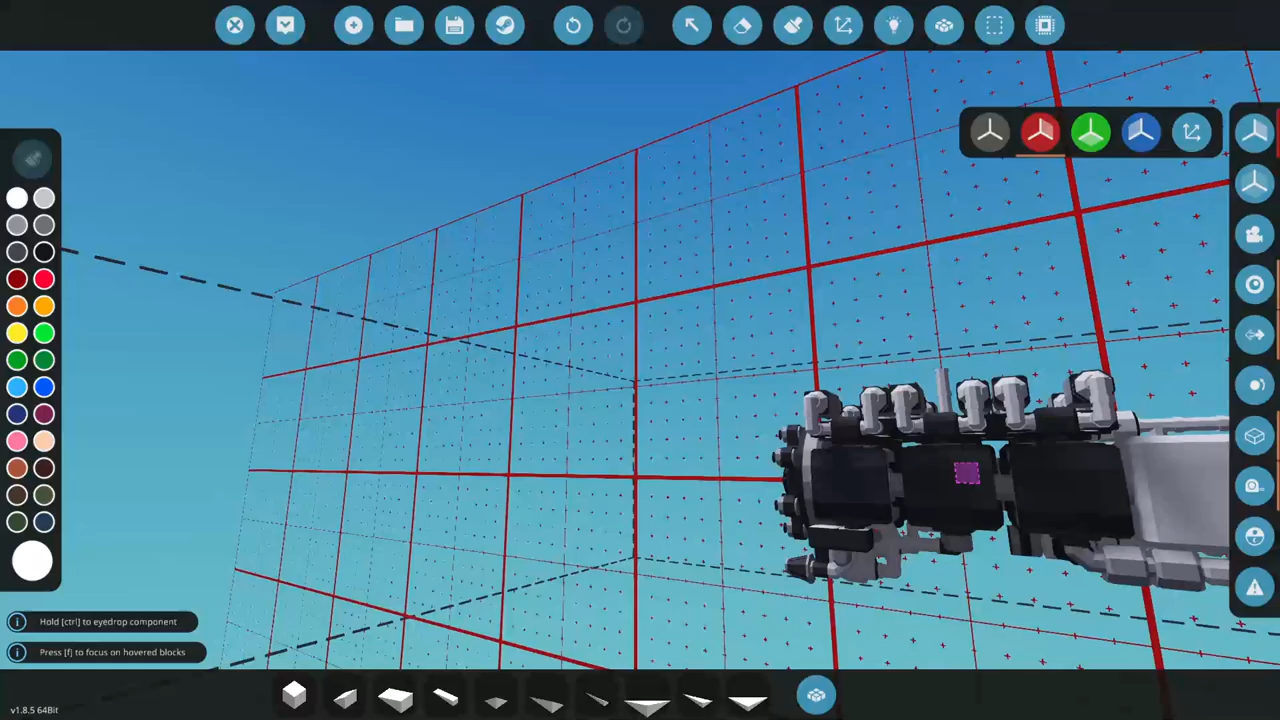 Hold [ctrl] to eyedrop component
Press [f] to focus on hovered blocks
v1.8.5 64Bit